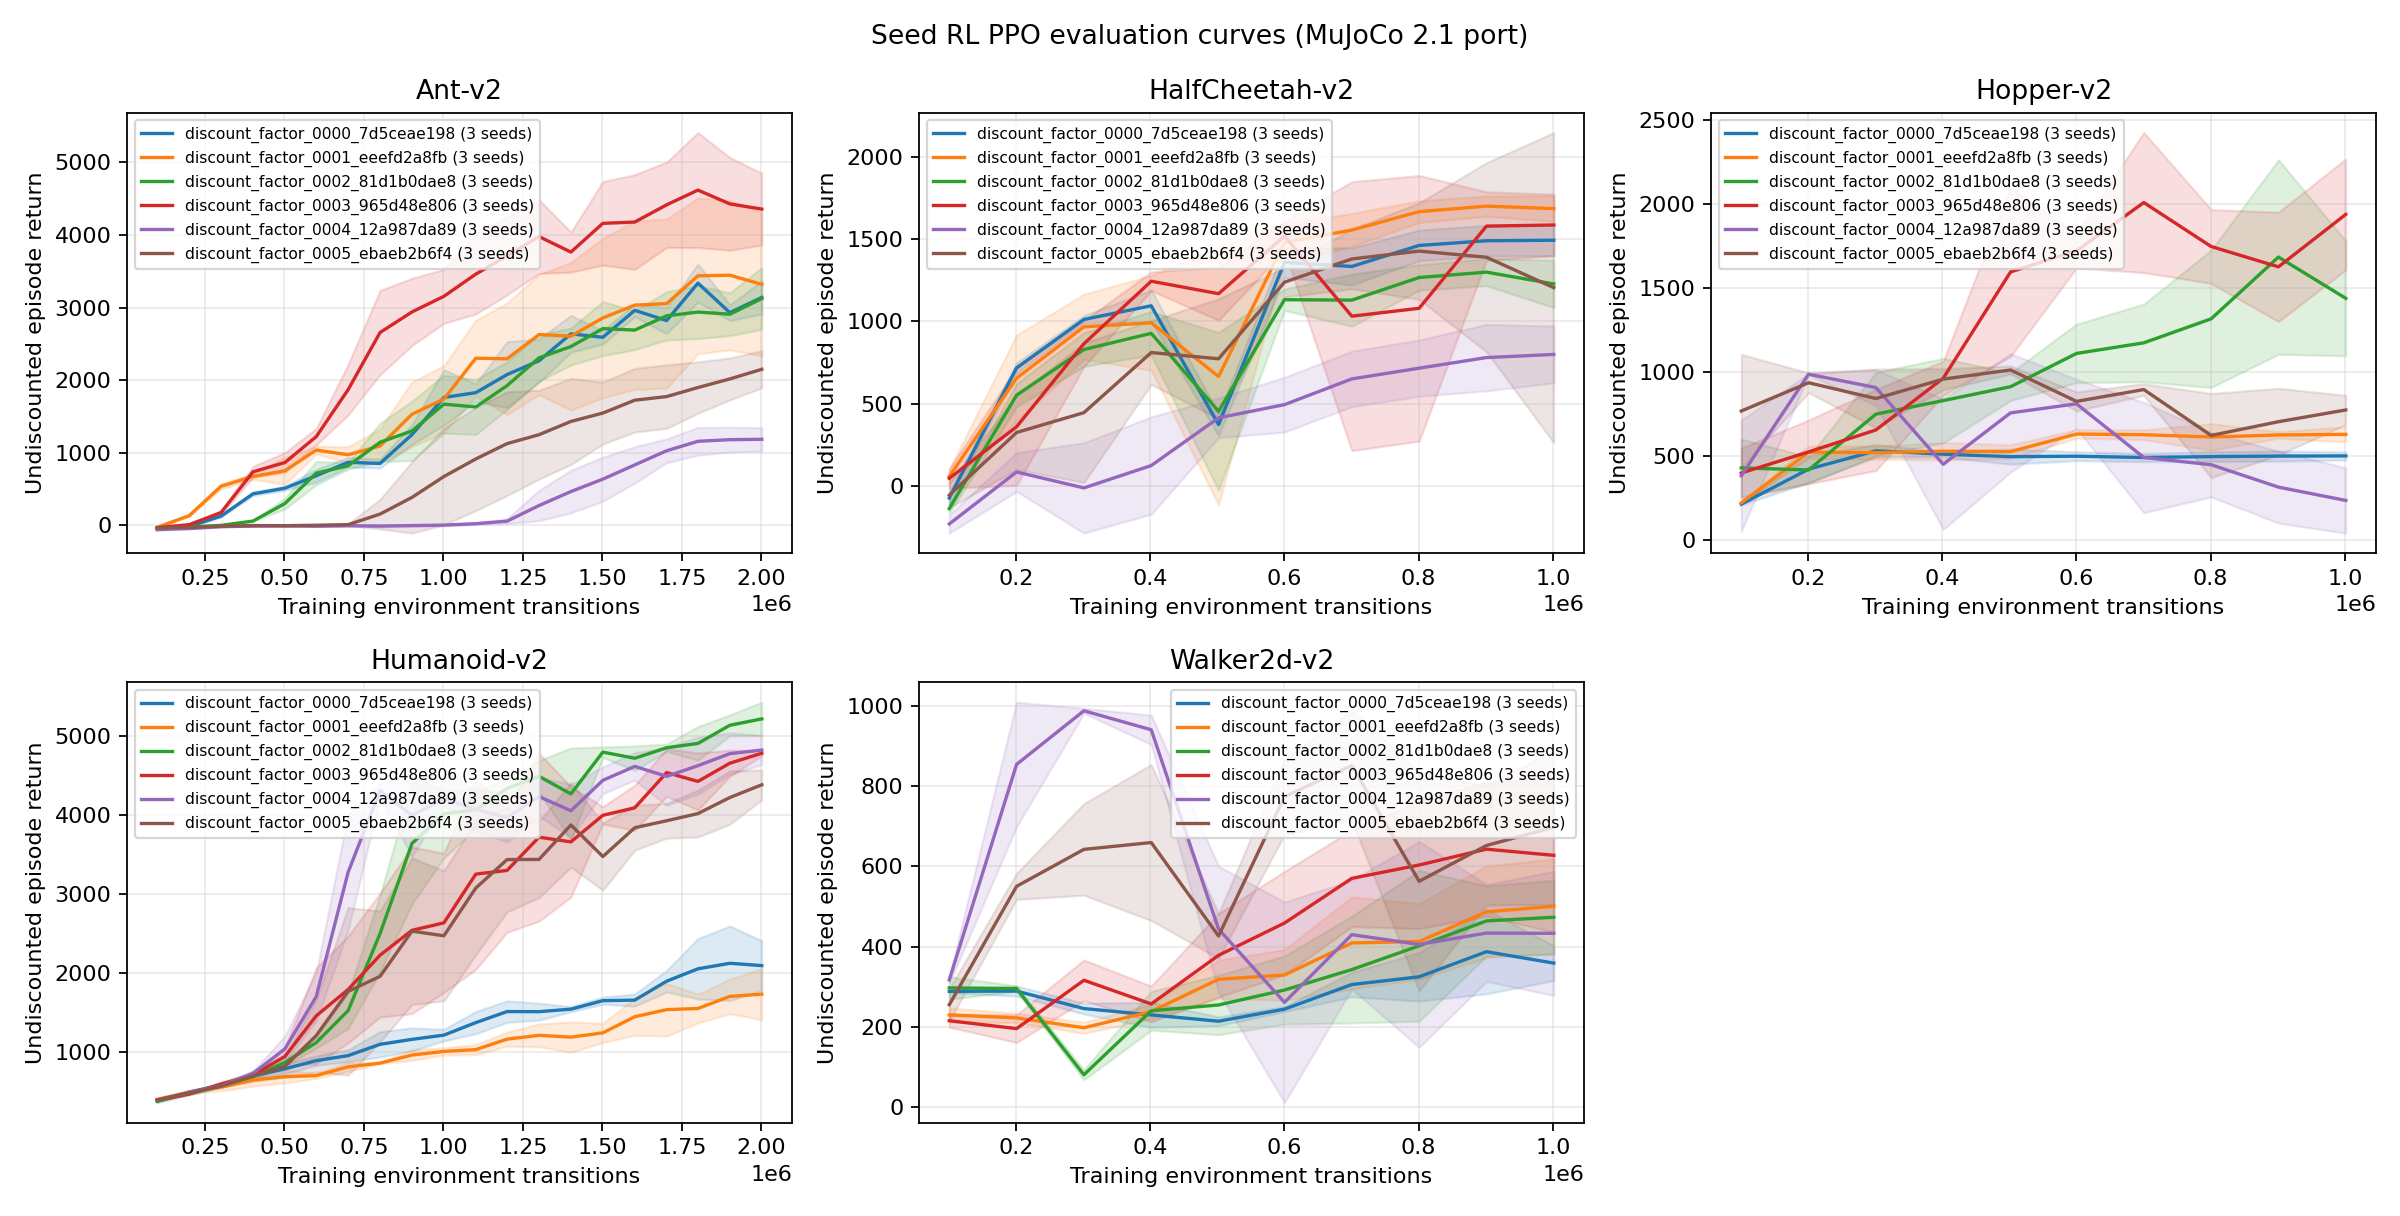 Seed RL PPO evaluation curves (MuJoCo 2.1 port)
Ant-v2
Undiscounted episode return
5000
4000
3000
2000
1000
0
discount_factor_0000_7d5ceae198 (3 seeds)
discount_factor_0001_eeefd2a8fb (3 seeds)
discount_factor_0002_81d1b0dae8 (3 seeds)
discount_factor_0003_965d48e806 (3 seeds)
discount_factor_0004_12a987da89 (3 seeds)
discount_factor_0005_ebaeb2b6f4 (3 seeds)
0.25 0.50 0.75 1.00 1.25 1.50 1.75 2.00
1e6
Training environment transitions
HalfCheetah-v2
Undiscounted episode return
2000
1500
1000
500
0
discount_factor_0000_7d5ceae198 (3 seeds)
discount_factor_0001_eeefd2a8fb (3 seeds)
discount_factor_0002_81d1b0dae8 (3 seeds)
discount_factor_0003_965d48e806 (3 seeds)
discount_factor_0004_12a987da89 (3 seeds)
discount_factor_0005_ebaeb2b6f4 (3 seeds)
0.2 0.4 0.6 0.8 1.0
1e6
Training environment transitions
Hopper-v2
Undiscounted episode return
2500
2000
1500
1000
500
0
discount_factor_0000_7d5ceae198 (3 seeds)
discount_factor_0001_eeefd2a8fb (3 seeds)
discount_factor_0002_81d1b0dae8 (3 seeds)
discount_factor_0003_965d48e806 (3 seeds)
discount_factor_0004_12a987da89 (3 seeds)
discount_factor_0005_ebaeb2b6f4 (3 seeds)
0.2 0.4 0.6 0.8 1.0
1e6
Training environment transitions
Humanoid-v2
Undiscounted episode return
5000
4000
3000
2000
1000
discount_factor_0000_7d5ceae198 (3 seeds)
discount_factor_0001_eeefd2a8fb (3 seeds)
discount_factor_0002_81d1b0dae8 (3 seeds)
discount_factor_0003_965d48e806 (3 seeds)
discount_factor_0004_12a987da89 (3 seeds)
discount_factor_0005_ebaeb2b6f4 (3 seeds)
0.25 0.50 0.75 1.00 1.25 1.50 1.75 2.00
1e6
Training environment transitions
Walker2d-v2
Undiscounted episode return
1000
800
600
400
200
0
discount_factor_0000_7d5ceae198 (3 seeds)
discount_factor_0001_eeefd2a8fb (3 seeds)
discount_factor_0002_81d1b0dae8 (3 seeds)
discount_factor_0003_965d48e806 (3 seeds)
discount_factor_0004_12a987da89 (3 seeds)
discount_factor_0005_ebaeb2b6f4 (3 seeds)
0.2 0.4 0.6 0.8 1.0
1e6
Training environment transitions